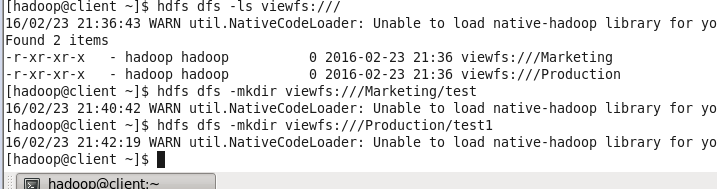 [hadoop@client ~]$ hdfs dfs -ls viewfs:///
16/02/23 21:36:43 WARN util.NativeCodeLoader: Unable to load native-hadoop library for yo
Found 2 items
-r-xr-xr-x   - hadoop hadoop          0 2016-02-23 21:36 viewfs:///Marketing
-r-xr-xr-x   - hadoop hadoop          0 2016-02-23 21:36 viewfs:///Production
[hadoop@client ~]$ hdfs dfs -mkdir viewfs:///Marketing/test
16/02/23 21:40:42 WARN util.NativeCodeLoader: Unable to load native-hadoop library for yo
[hadoop@client ~]$ hdfs dfs -mkdir viewfs:///Production/test1
16/02/23 21:42:19 WARN util.NativeCodeLoader: Unable to load native-hadoop library for yo
[hadoop@client ~]$
hadoop@client:~